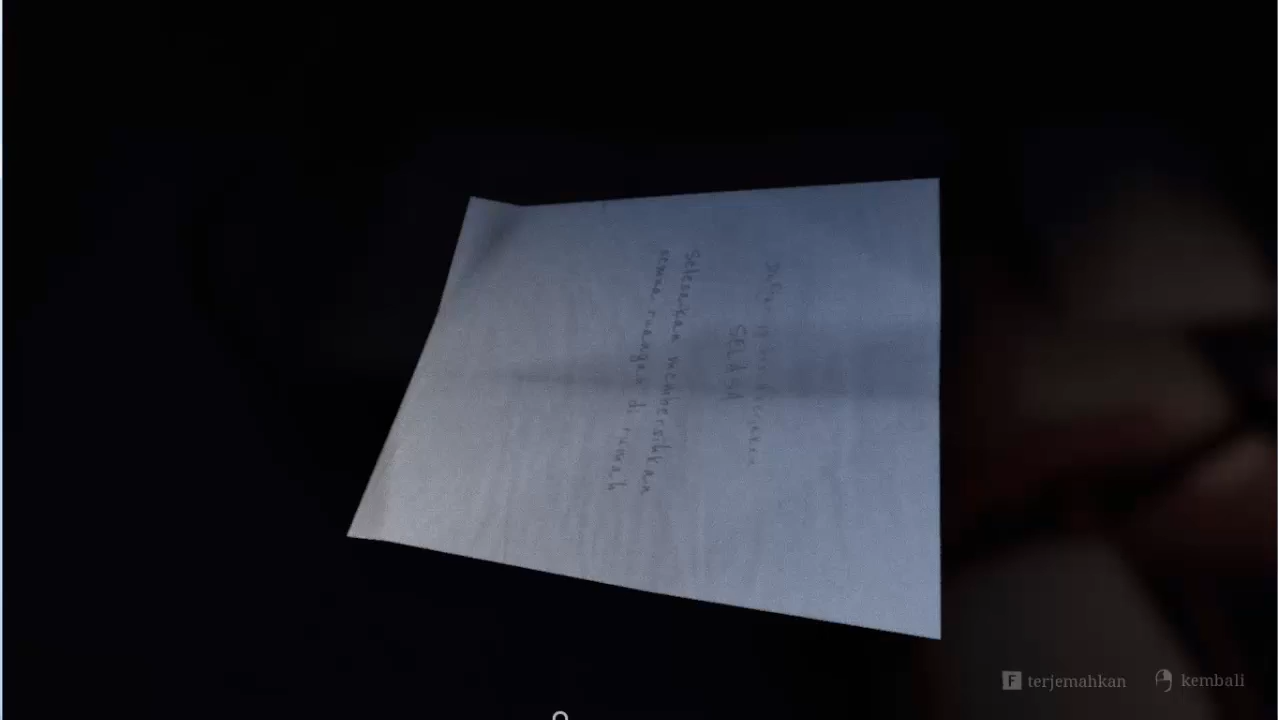 SELASA
Selesaikan membersihkan
semua ruangan di rumah
F terjemahkan
kembali